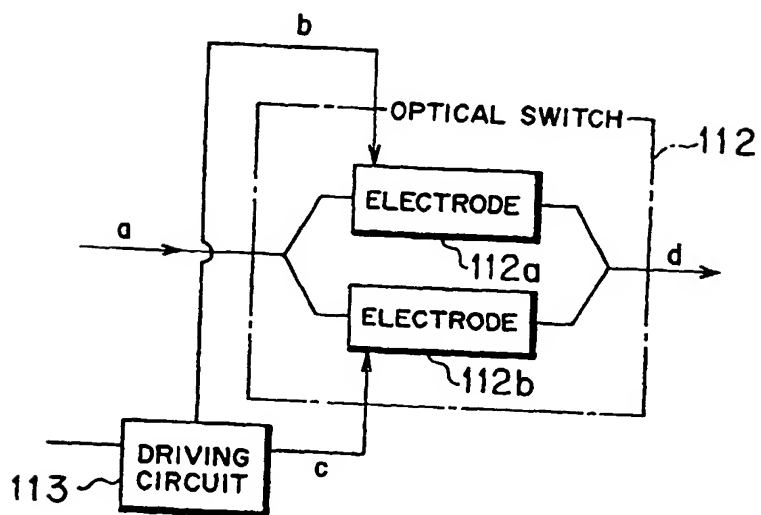 b
OPTICAL SWITCH
112
ELECTRODE
a
112a
d
ELECTRODE
112b
DRIVING
CIRCUIT
c
113